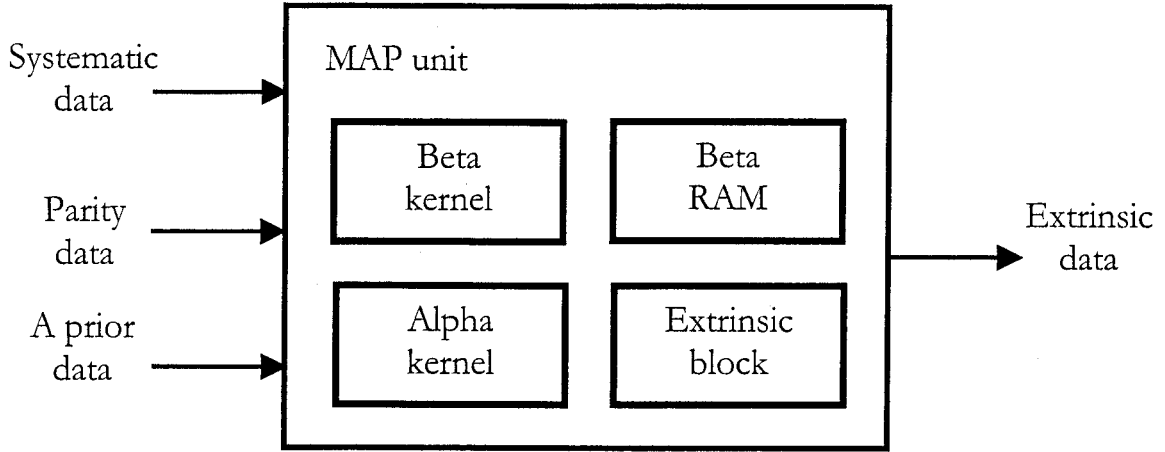 Systematic
data
Parity
data
A prior
data
MAP unit
Beta
kernel
Beta
RAM
Alpha
kernel
Extrinsic
block
Extrinsic
data